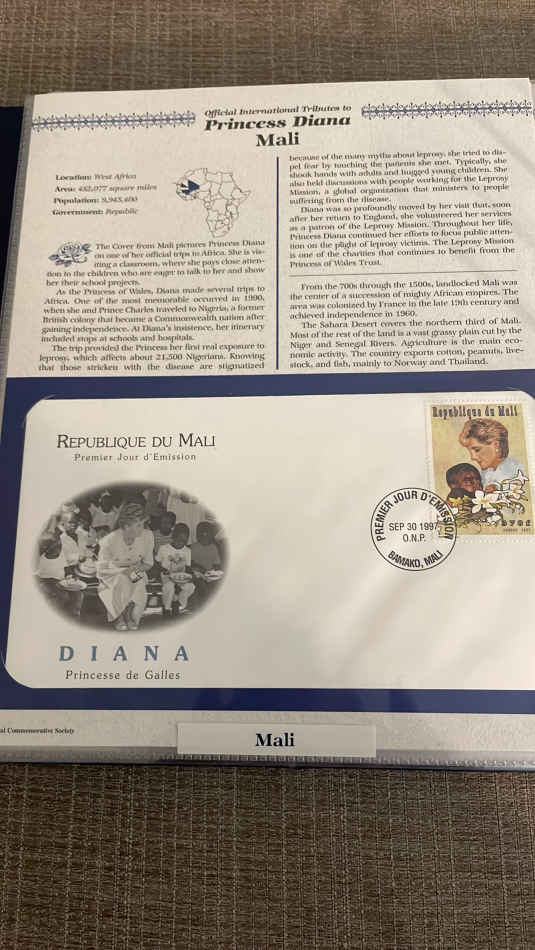 Official International Tributes to
Princess Diana
Mali
Location: West Africa
Area: 482,077 square miles
Population: 9,945,400
Government: Republic
The Cover from Mali pictures Princess Diana
on one of her official trips to Africa. She is vis-
iting a classroom, where she pays close atten-
tion to the children who are eager to talk to her and show
her their school projects.
As the Princess of Wales, Diana made several trips to
Africa. One of the most memorable occurred in 1990,
when she and Prince Charles traveled to Nigeria, a former
British colony that became a Commonwealth nation after
gaining independence. At Diana's insistence, her itinerary
included stops at schools and hospitals.
The trip provided the Princess her first real exposure to
leprosy, which affects about 21,500 Nigerians. Knowing
that those stricken with the disease are stigmatized
because of the many myths about leprosy, she tried to dis-
pel fear by touching the patients she met. Typically, she
shook hands with adults and hugged young children. She
also held discussions with people working for the Leprosy
Mission, a global organization that ministers to people
suffering from the disease.
Diana was so profoundly moved by her visit that, soon
after her return to England, she volunteered her services
as a patron of the Leprosy Mission. Throughout her life,
Princess Diana continued her efforts to focus public atten-
tion on the plight of leprosy victims. The Leprosy Mission
is one of the charities that continues to benefit from the
Princess of Wales Trust.
From the 700s through the 1500s, landlocked Mali was
the center of a succession of mighty African empires. The
area was colonized by France in the late 19th century and
achieved independence in 1960.
The Sahara Desert covers the northern third of Mali.
Most of the rest of the land is a vast grassy plain cut by the
Niger and Senegal Rivers. Agriculture is the main eco-
nomic activity. The country exports cotton, peanuts, live-
stock, and fish, mainly to Norway and Thailand.
REPUBLIQUE DU MALI
Premier Jour d'Emission
Republique du Mali
PREMIER JOUR D'EMISSION
SEP 30 1997
O.N.P.
BAMAKO, MALI
DIANA
Princesse de Galles
al Commemorative Society
Mali